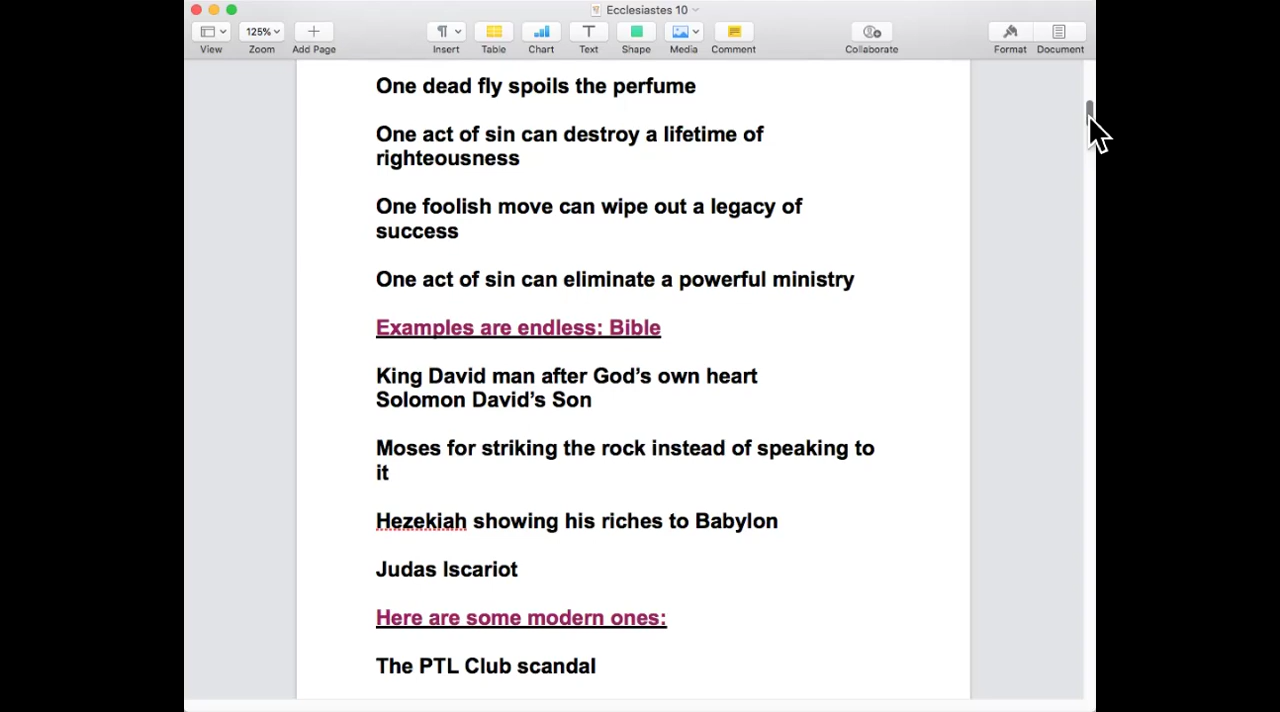 Ecclesiastes 10
125%
View
Zoom
Add Page
Insert
Table
Chart
Text
Shape
Media
Comment
Collaborate
Format
Document
One dead fly spoils the perfume
One act of sin can destroy a lifetime of
righteousness
One foolish move can wipe out a legacy of
success
One act of sin can eliminate a powerful ministry
Examples are endless: Bible
King David man after God’s own heart
Solomon David’s Son
Moses for striking the rock instead of speaking to
it
Hezekiah showing his riches to Babylon
Judas Iscariot
Here are some modern ones:
The PTL Club scandal